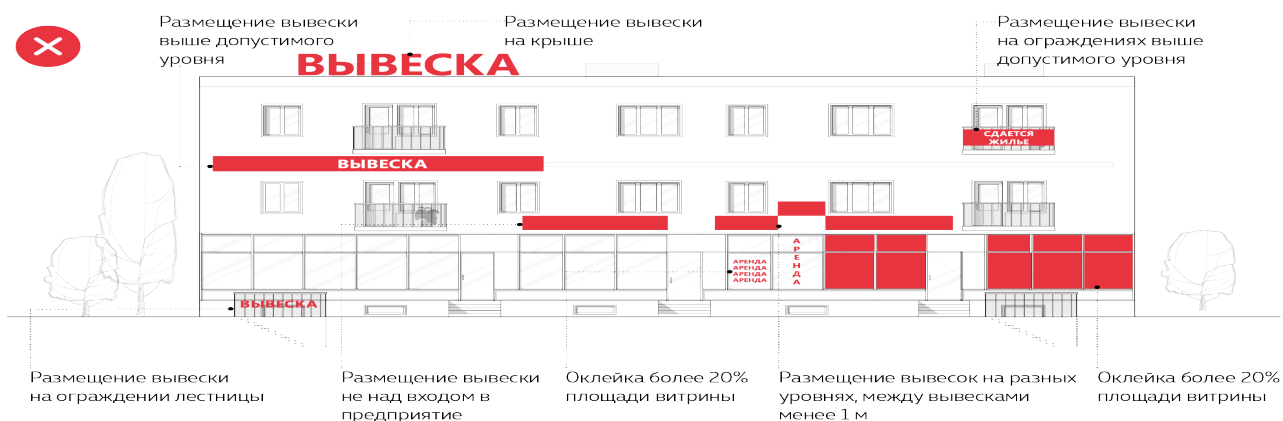 Размещение вывески
выше допустимого
уровня
Размещение вывески
на крыше
Размещение вывески
на ограждениях выше
допустимого уровня
ВЫВЕСКА
СДАЕТСЯ
ЖИЛЬЕ
ВЫВЕСКА
АРЕНДА
АРЕНДА
АРЕНДА
АРЕНДА
АРЕНДА
ВЫВЕСКА
Размещение вывески
на ограждении лестницы
Размещение вывески
не над входом в
предприятие
Оклейка более 20%
площади витрины
Размещение вывесок на разных
уровнях, между вывесками
менее 1 м
Оклейка более 20%
площади витрины